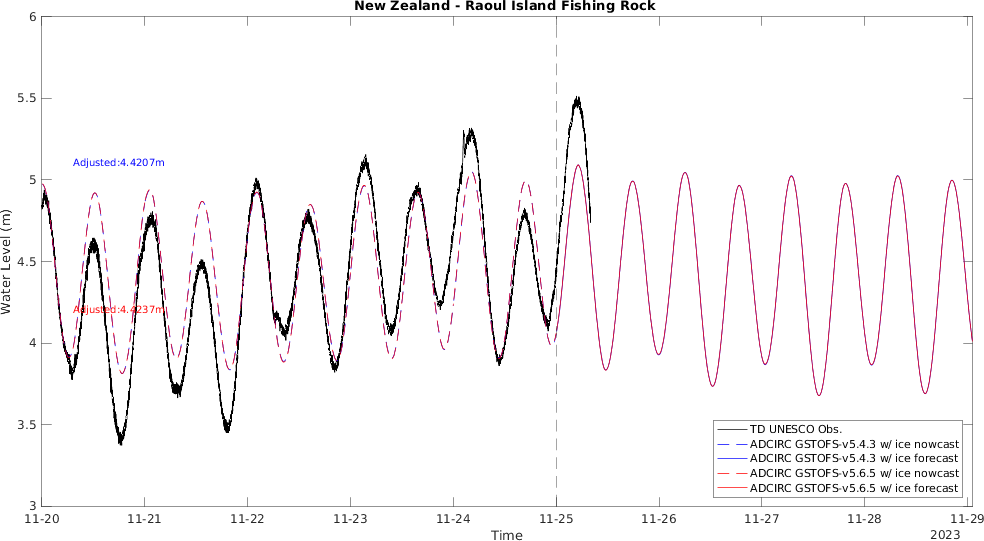 New Zealand - Raoul Island Fishing Rock
6
5.5
5
4.5
4
3.5
3
Water Level (m)
Adjusted:4.4207m
Adjusted:4.4237m
TD UNESCO Obs.
ADCIRC GSTOFS-v5.4.3 w/ ice nowcast
ADCIRC GSTOFS-v5.4.3 w/ ice forecast
ADCIRC GSTOFS-v5.6.5 w/ ice nowcast
ADCIRC GSTOFS-v5.6.5 w/ ice forecast
11-20 11-21 11-22 11-23 11-24 11-25 11-26 11-27 11-28 11-29
Time
2023